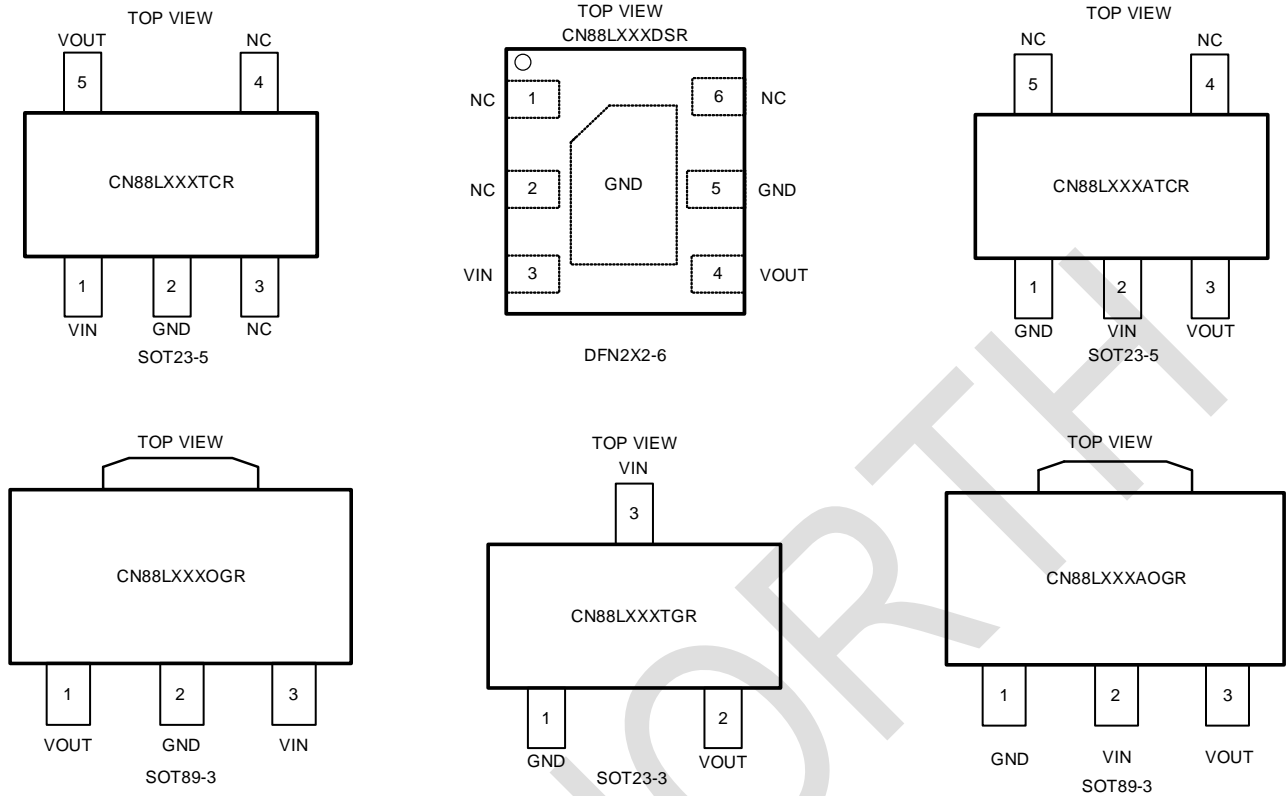 TOP VIEW
VOUT NC
5 4
CN88LXXXTCR
1 2 3
VIN GND NC
SOT23-5
TOP VIEW
CN88LXXXDSR
NC 1 6 NC
NC 2 GND 5 GND
VIN 3 4 VOUT
DFN2X2-6
TOP VIEW
NC NC
5 4
CN88LXXXATCR
1 2 3
GND VIN VOUT
SOT23-5
TOP VIEW
CN88LXXXOGR
1 2 3
VOUT GND VIN
SOT89-3
TOP VIEW
VIN
3
CN88LXXXTGR
1 2
GND VOUT
SOT23-3
TOP VIEW
CN88LXXXAOGR
1 2 3
GND VIN VOUT
SOT89-3
ORTH